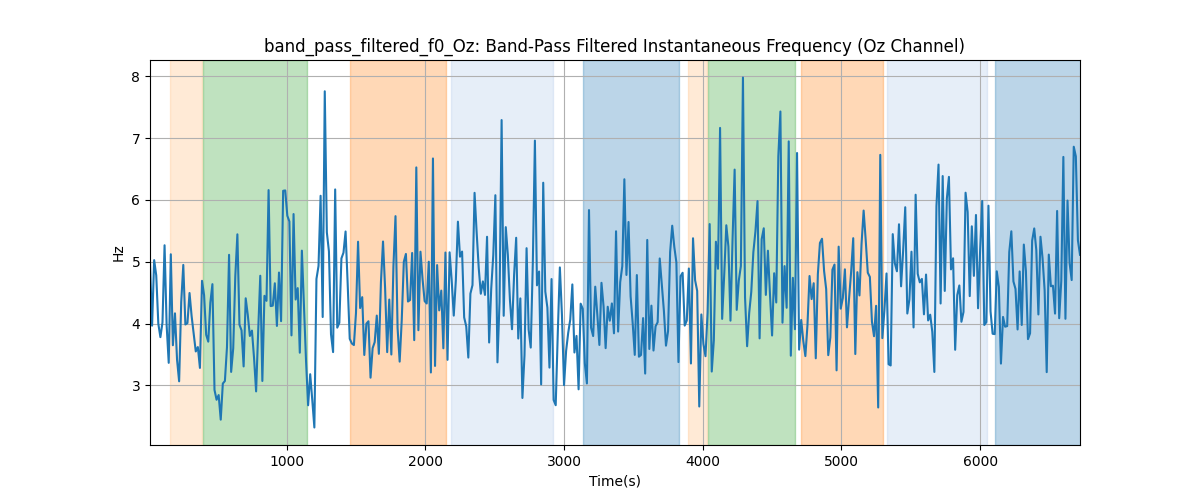 band_pass_filtered_f0_Oz: Band-Pass Filtered Instantaneous Frequency (Oz Channel)
8
7
6
5
4
3
Hz
1000 2000 3000 4000 5000 6000
Time(s)